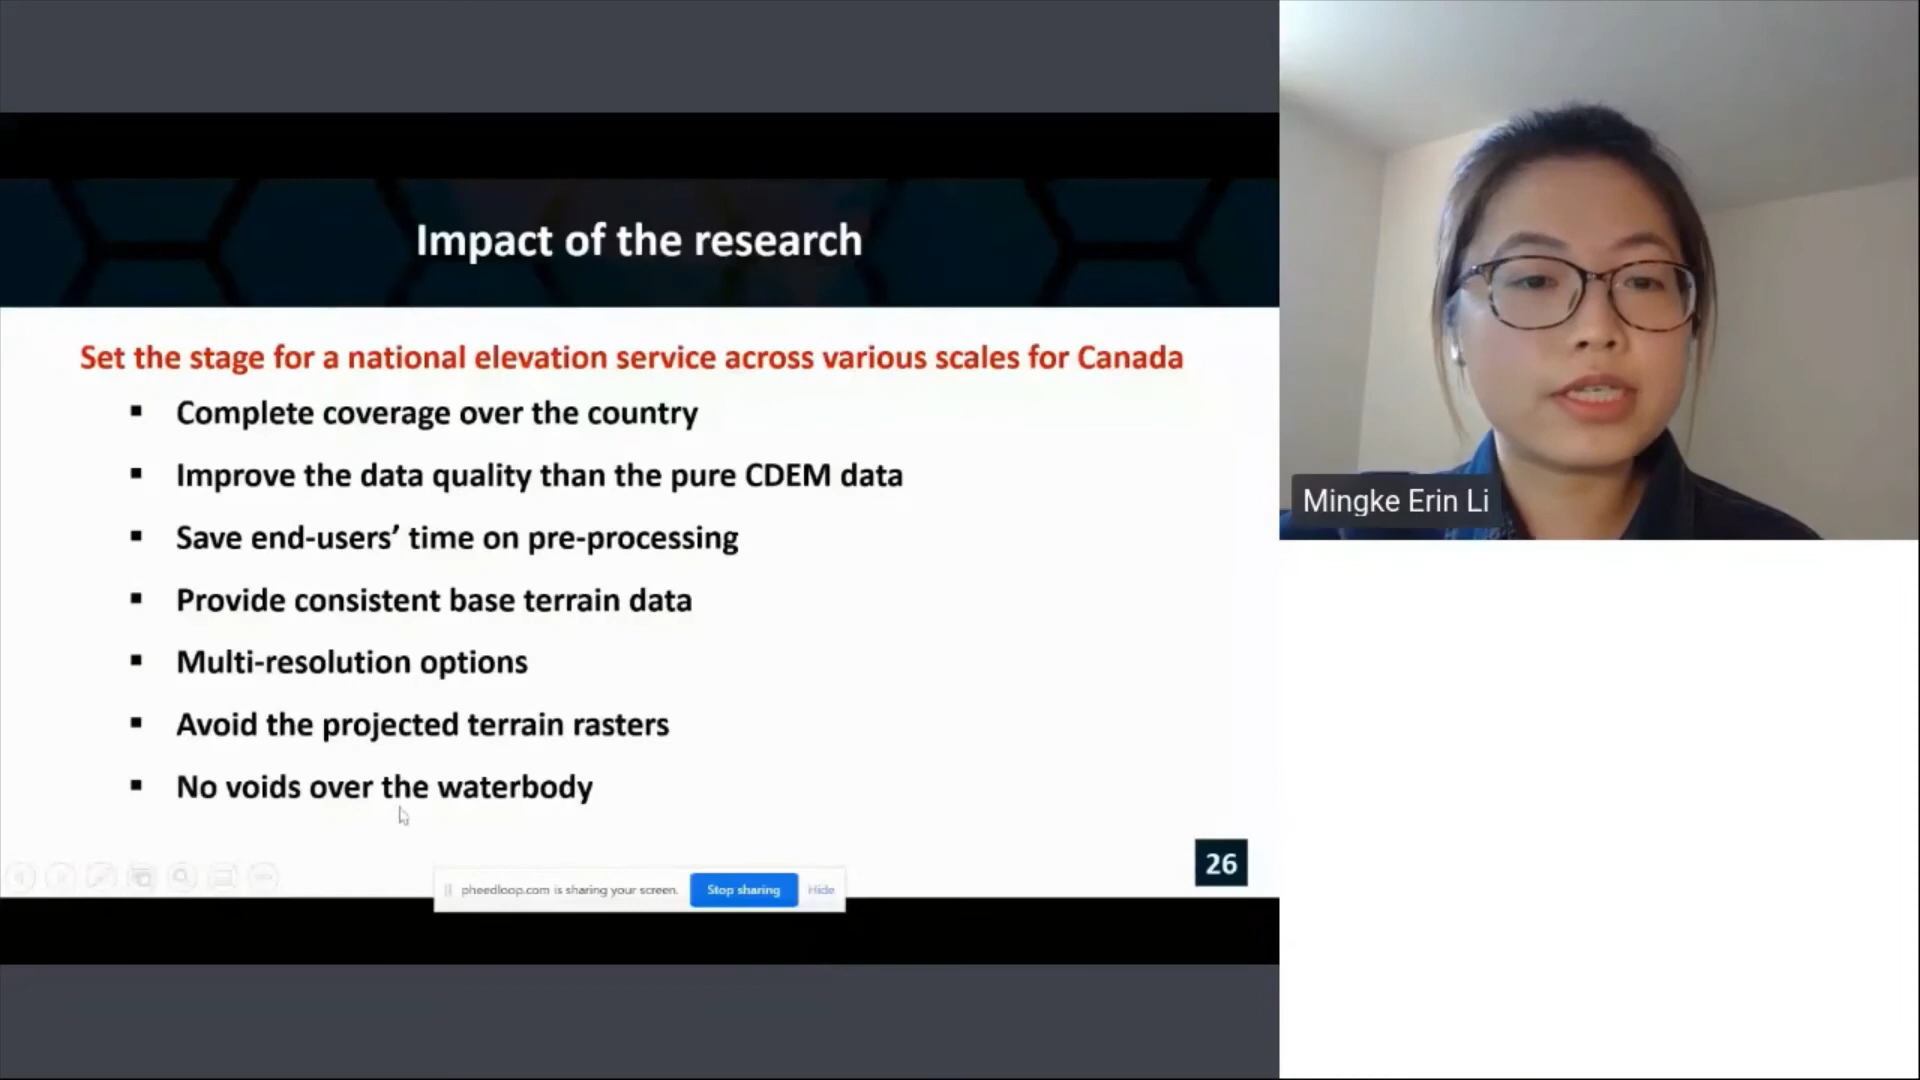 Impact of the research
Set the stage for a national elevation service across various scales for Canada
▪ Complete coverage over the country
▪ Improve the data quality than the pure CDEM data
▪ Save end-users’ time on pre-processing
▪ Provide consistent base terrain data
▪ Multi-resolution options
▪ Avoid the projected terrain rasters
▪ No voids over the waterbody
26
pheedloop.com is sharing your screen. Stop sharing Hide
Mingke Erin Li